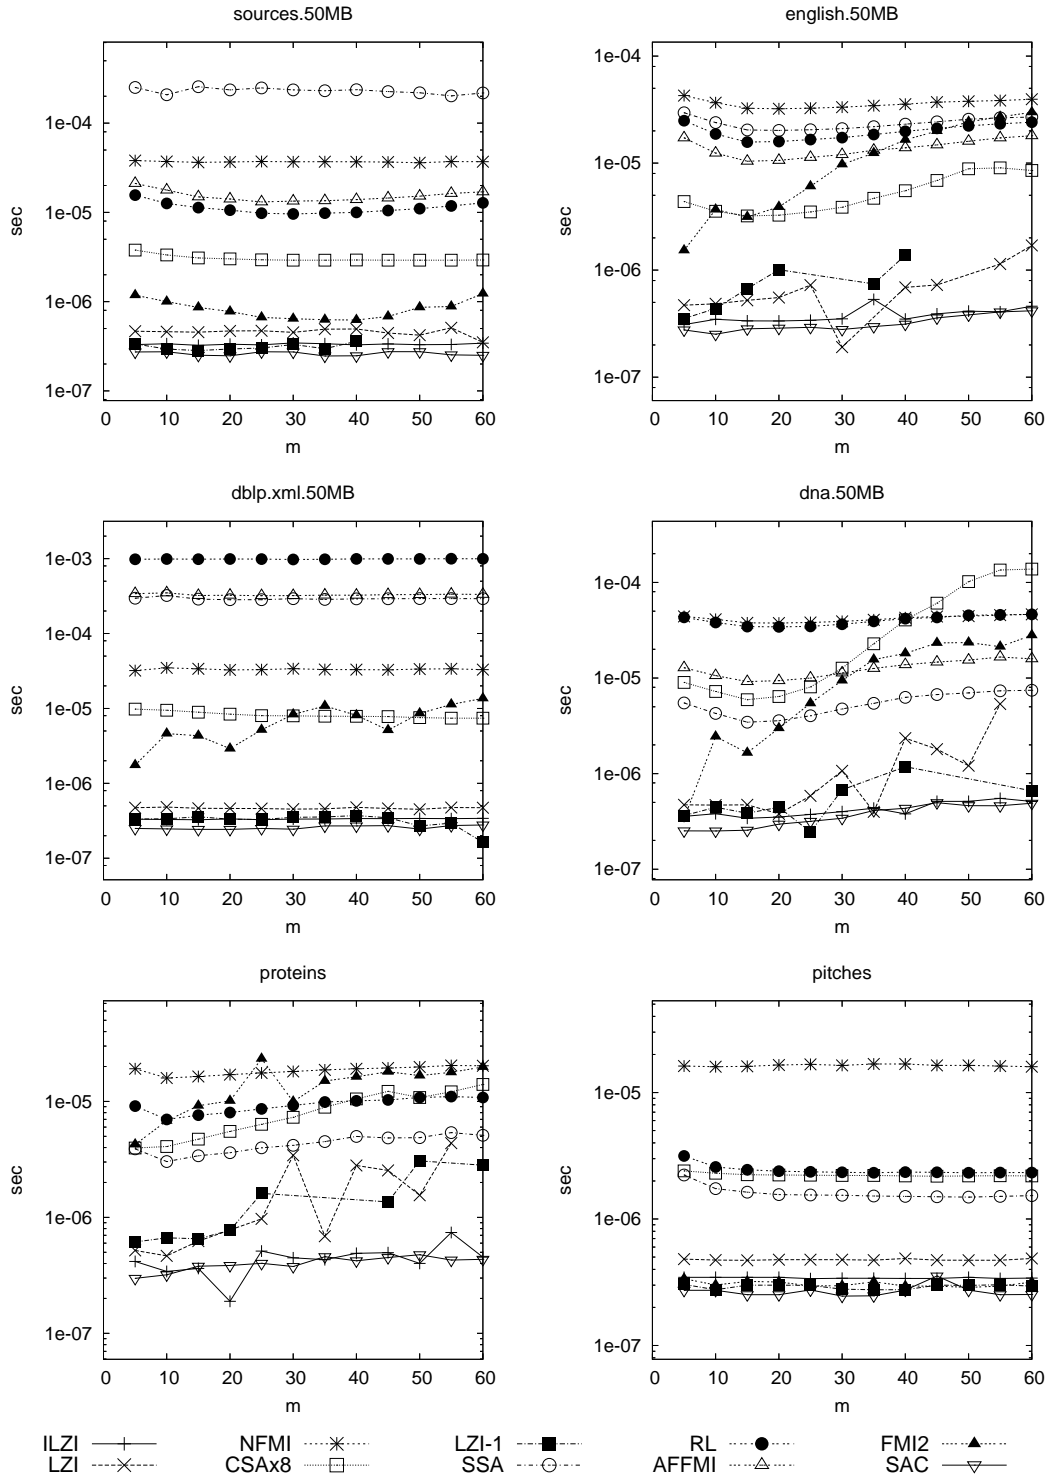 sources.50MB
1e-04
1e-05
1e-06
1e-07
sec
0 10 20 30 40 50 60
m
english.50MB
1e-04
1e-05
1e-06
1e-07
sec
0 10 20 30 40 50 60
m
dblp.xml.50MB
1e-03
1e-04
1e-05
1e-06
1e-07
sec
0 10 20 30 40 50 60
m
dna.50MB
1e-04
1e-05
1e-06
1e-07
sec
0 10 20 30 40 50 60
m
proteins
1e-05
1e-06
1e-07
sec
0 10 20 30 40 50 60
m
pitches
1e-05
1e-06
1e-07
sec
0 10 20 30 40 50 60
m
ILZI NFMI LZI-1 RL FMI2
LZI CSAx8 SSA AFFMI SAC